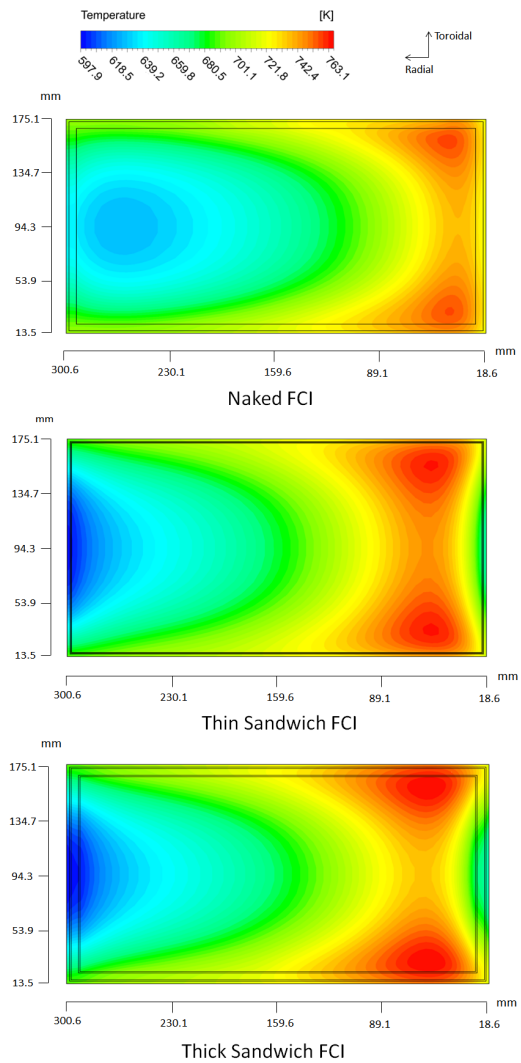 Temperature [K]
597.9 618.5 639.2 659.8 680.5 701.1 721.8 742.4 763.1
Toroidal
Radial
mm
175.1
134.7
94.3
53.9
13.5
mm
300.6 230.1 159.6 89.1 18.6
Naked FCI
mm
175.1
134.7
94.3
53.9
13.5
mm
300.6 230.1 159.6 89.1 18.6
Thin Sandwich FCI
mm
175.1
134.7
94.3
53.9
13.5
mm
300.6 230.1 159.6 89.1 18.6
Thick Sandwich FCI